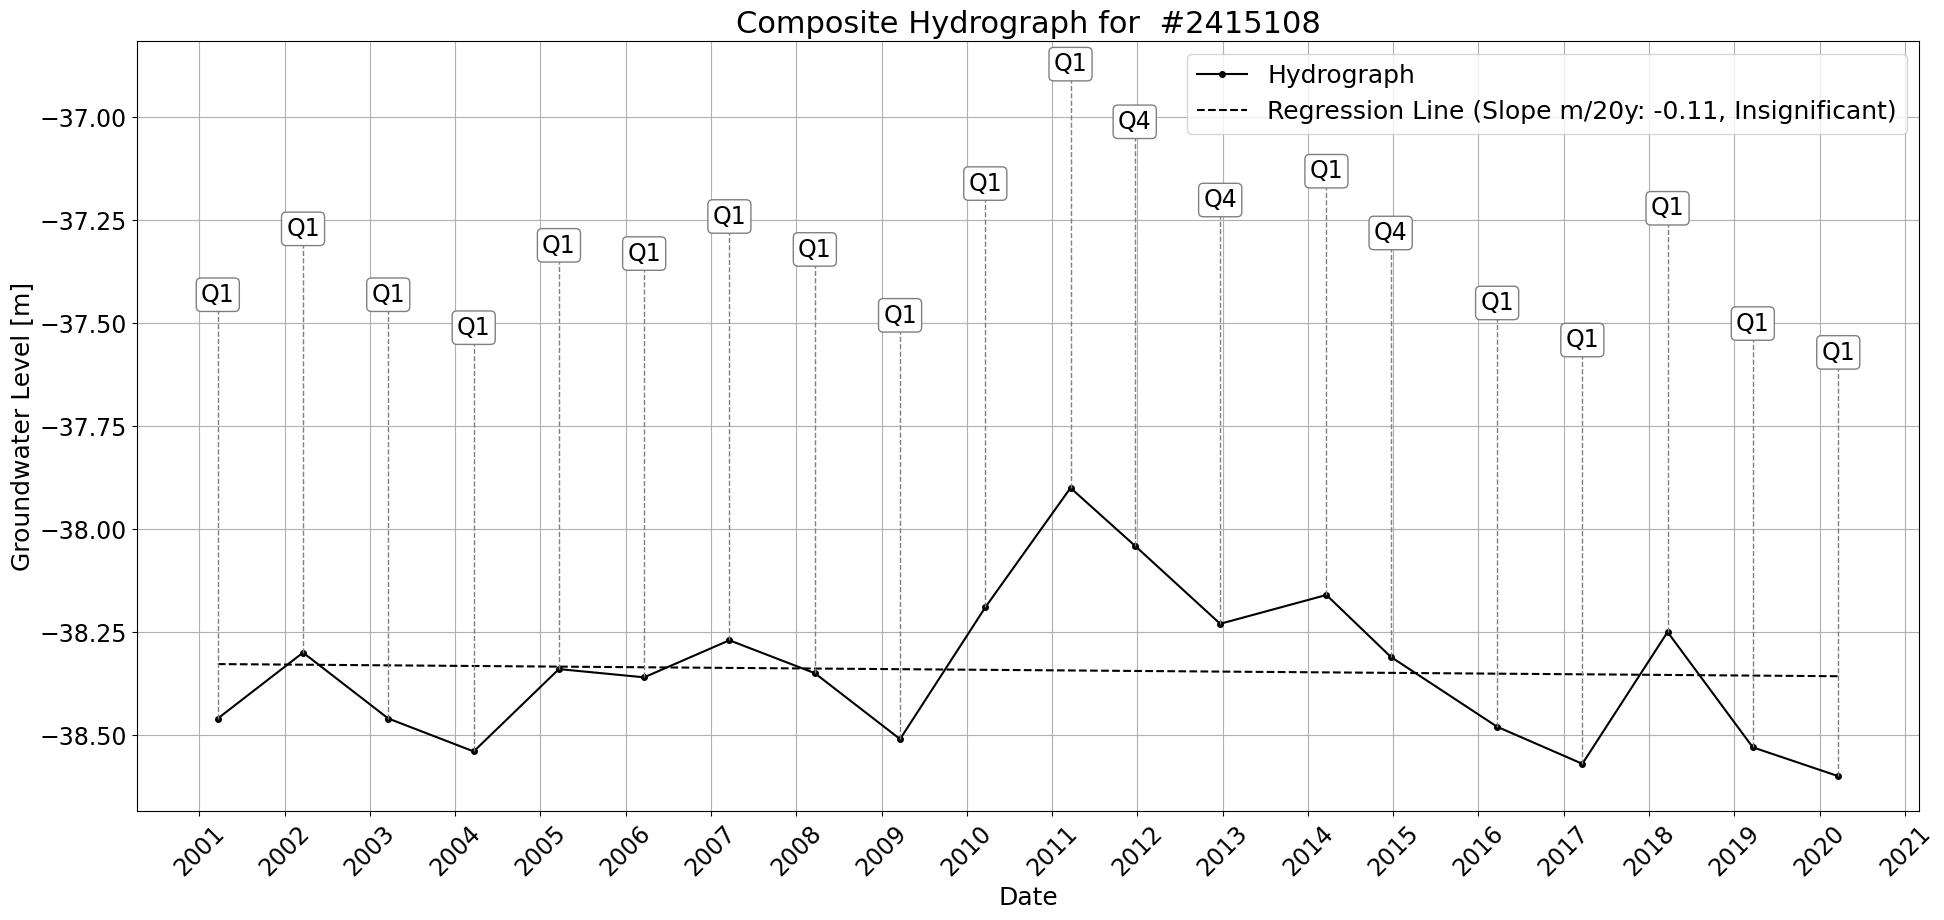 Composite Hydrograph for  #2415108
Hydrograph
Regression Line (Slope m/20y: -0.11, Insignificant)
Groundwater Level [m]
−37.00
−37.25
−37.50
−37.75
−38.00
−38.25
−38.50
Q1
Q1
Q1
Q1
Q1
Q1
Q1
Q1
Q1
Q1
Q1
Q4
Q4
Q1
Q4
Q1
Q1
Q1
Q1
Q1
2001
2002
2003
2004
2005
2006
2007
2008
2009
2010
2011
2012
2013
2014
2015
2016
2017
2018
2019
2020
2021
Date